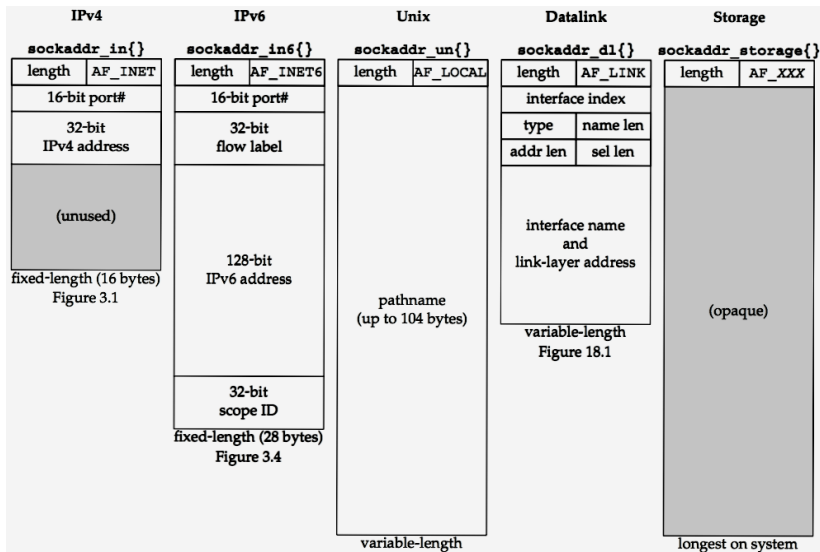 IPv4
sockaddr_in{}
length AF_INET
16-bit port#
32-bit
IPv4 address
(unused)
fixed-length (16 bytes)
Figure 3.1
IPv6
sockaddr_in6{}
length AF_INET6
16-bit port#
32-bit
flow label
128-bit
IPv6 address
32-bit
scope ID
fixed-length (28 bytes)
Figure 3.4
Unix
sockaddr_un{}
length AF_LOCAL
pathname
(up to 104 bytes)
variable-length
Datalink
sockaddr_dl{}
length AF_LINK
interface index
type name len
addr len sel len
interface name
and
link-layer address
variable-length
Figure 18.1
Storage
sockaddr_storage{}
length AF_XXX
(opaque)
longest on system